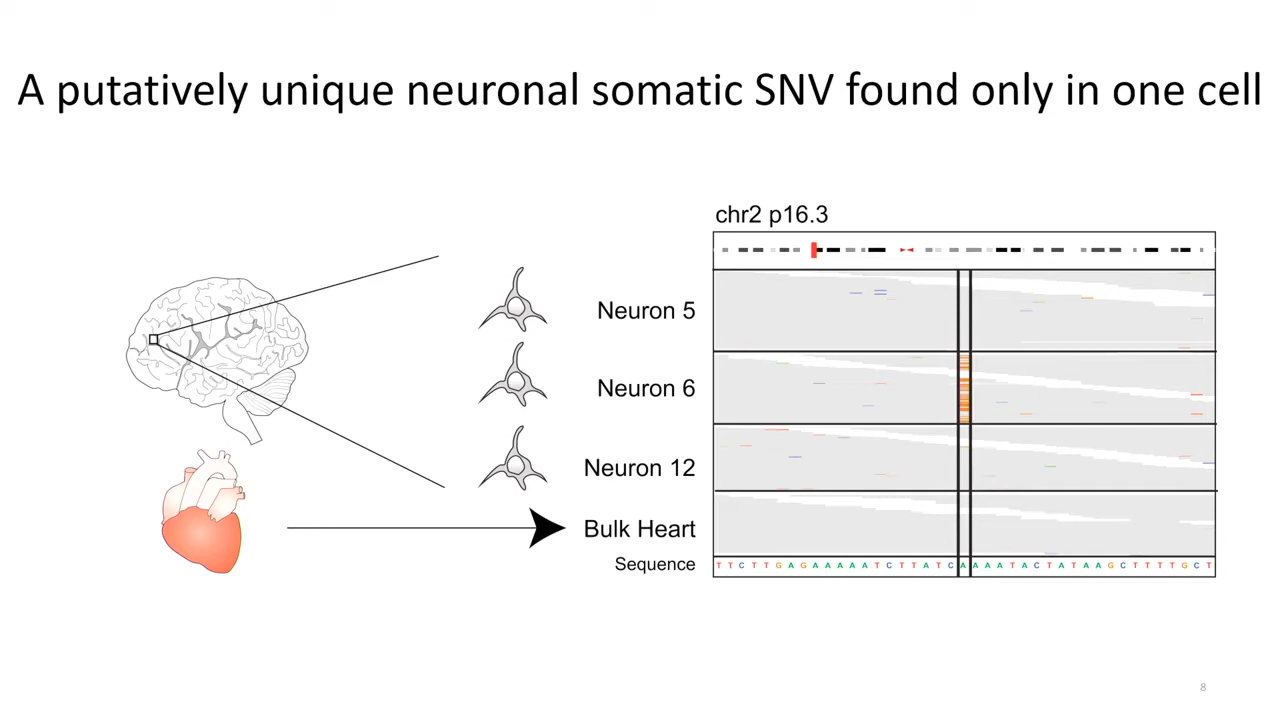 A putatively unique neuronal somatic SNV found only in one cell
chr2 p16.3
Neuron 5
Neuron 6
Neuron 12
Bulk Heart
Sequence
T T C T T G A G A A A A A T C T T A T C A A A A T A C T A T A A G C T T T T G C T
8